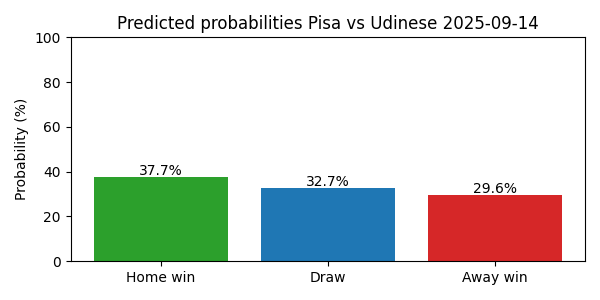 Predicted probabilities Pisa vs Udinese 2025-09-14
Probability (%)
100
80
60
40
20
0
37.7%
32.7%
29.6%
Home win
Draw
Away win